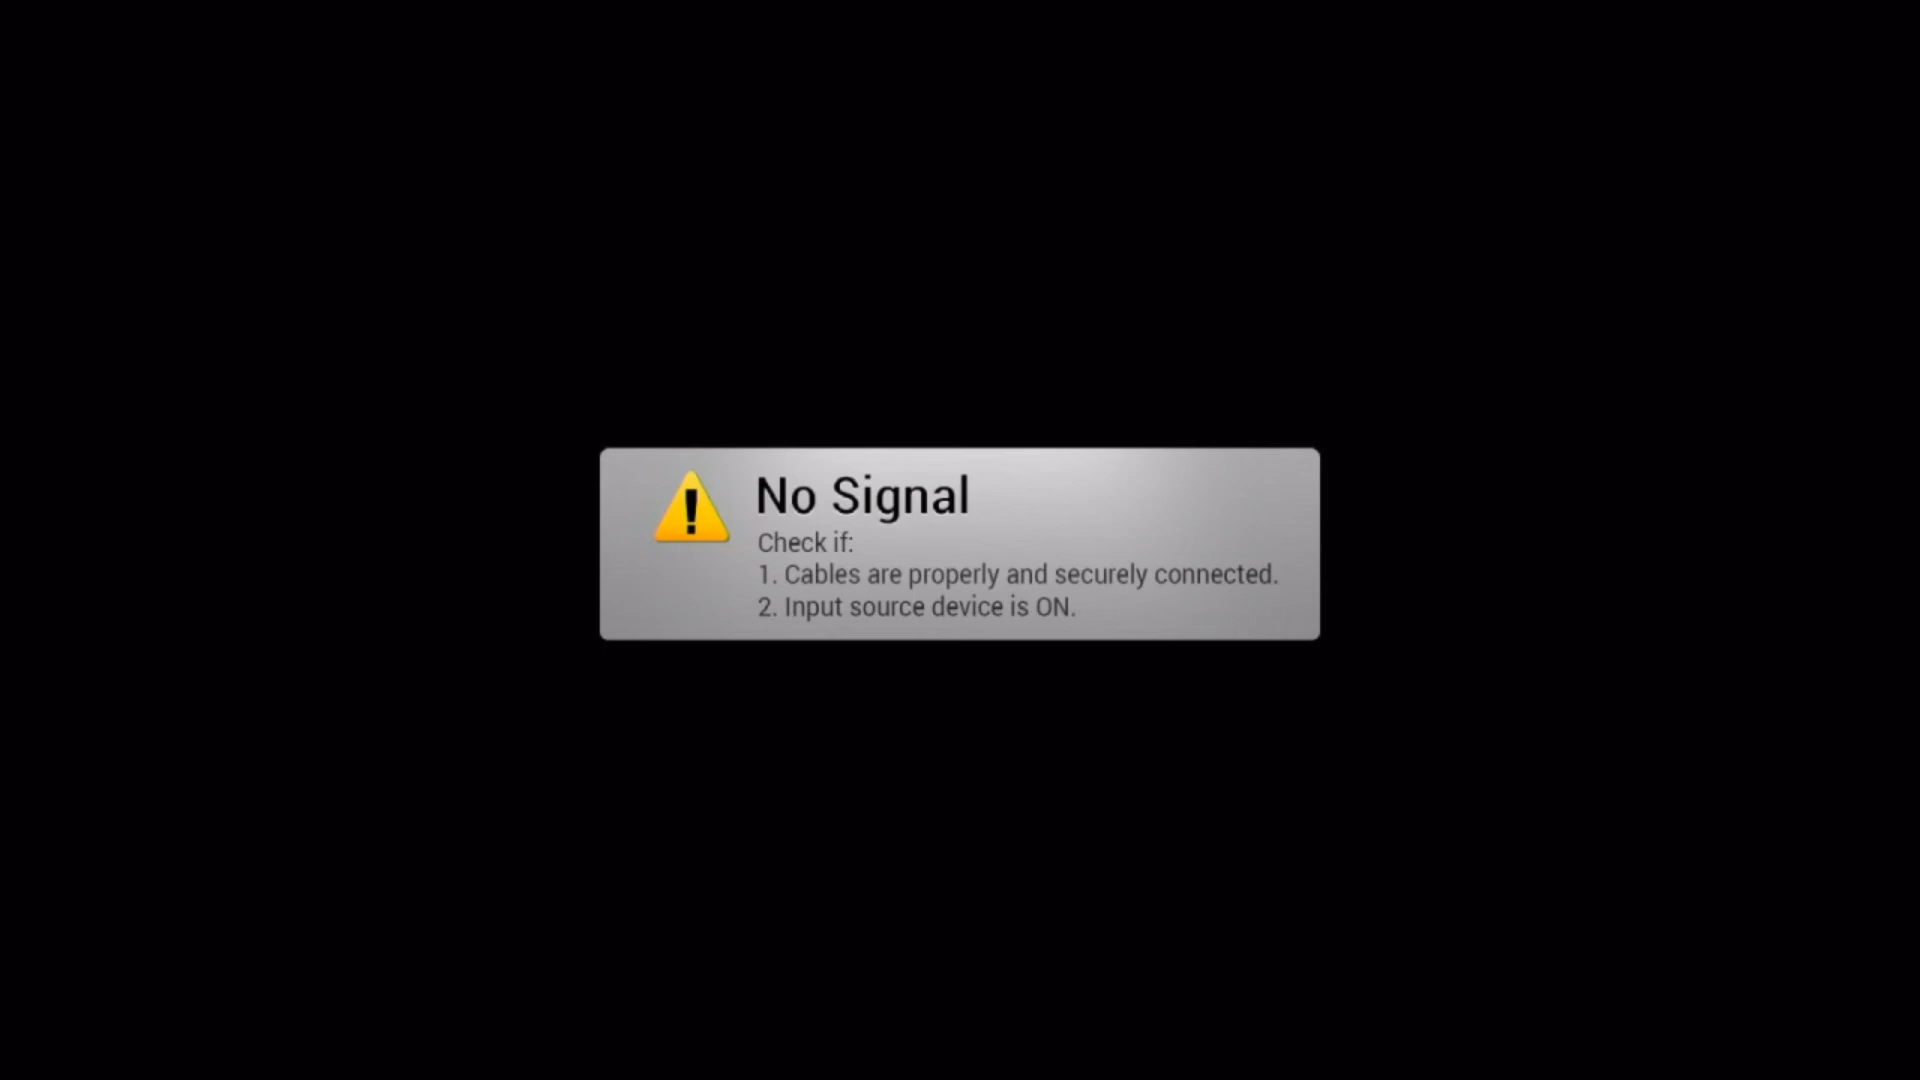 No Signal
Check if:
1. Cables are properly and securely connected.
2. Input source device is ON.